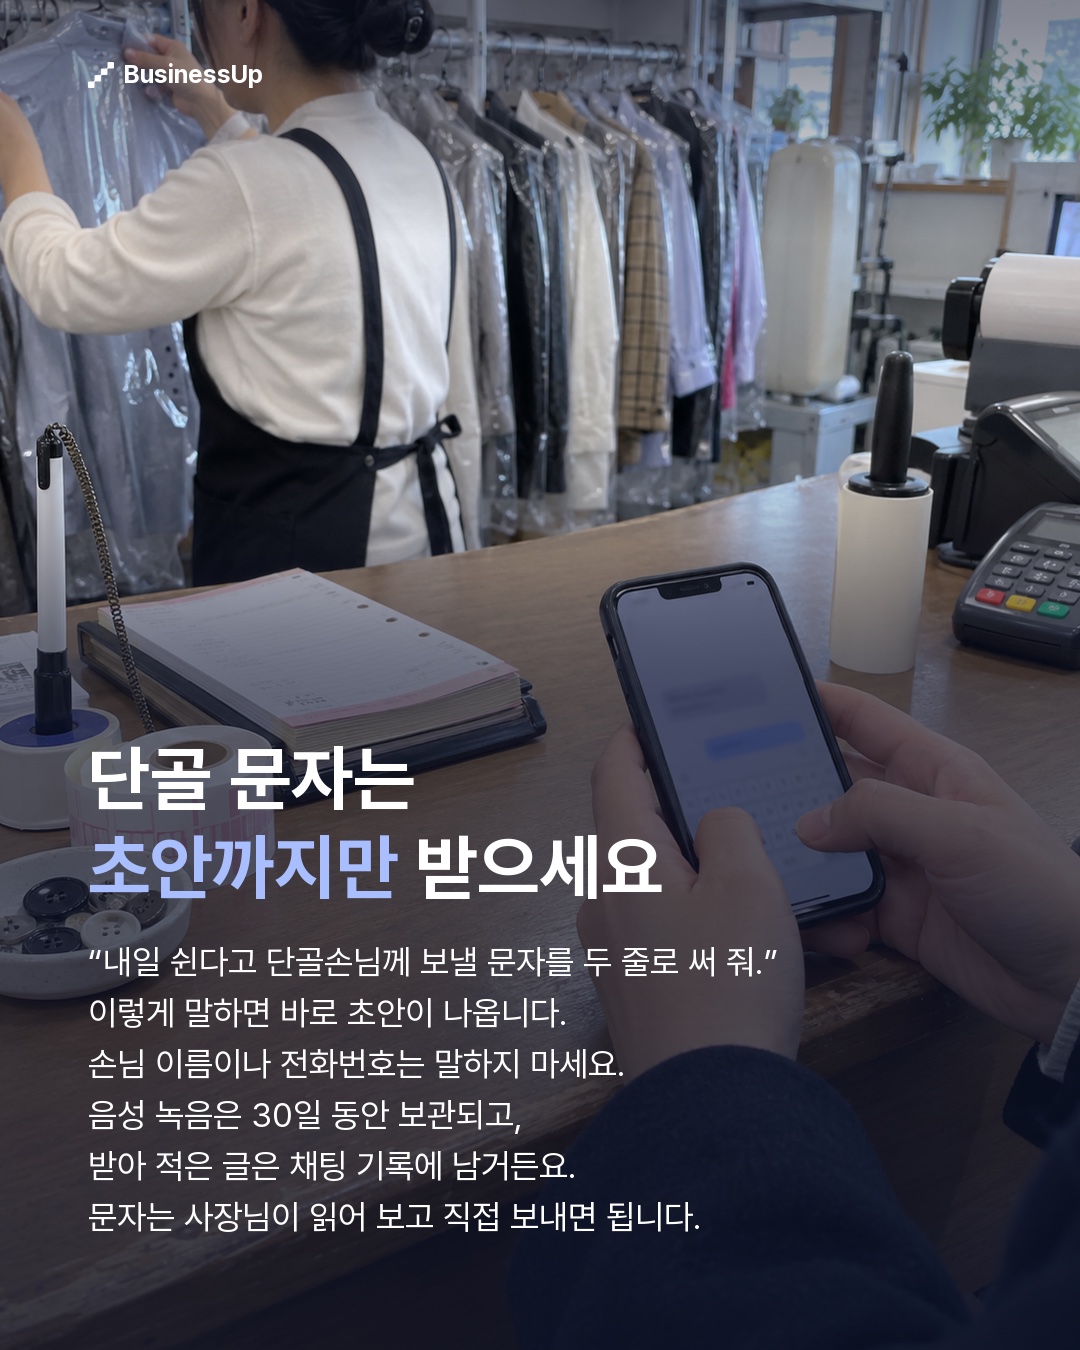 BusinessUp
단골 문자는
초안까지만 받으세요
“내일 쉰다고 단골손님께 보낼 문자를 두 줄로 써 줘.”
이렇게 말하면 바로 초안이 나옵니다.
손님 이름이나 전화번호는 말하지 마세요.
음성 녹음은 30일 동안 보관되고,
받아 적은 글은 채팅 기록에 남거든요.
문자는 사장님이 읽어 보고 직접 보내면 됩니다.